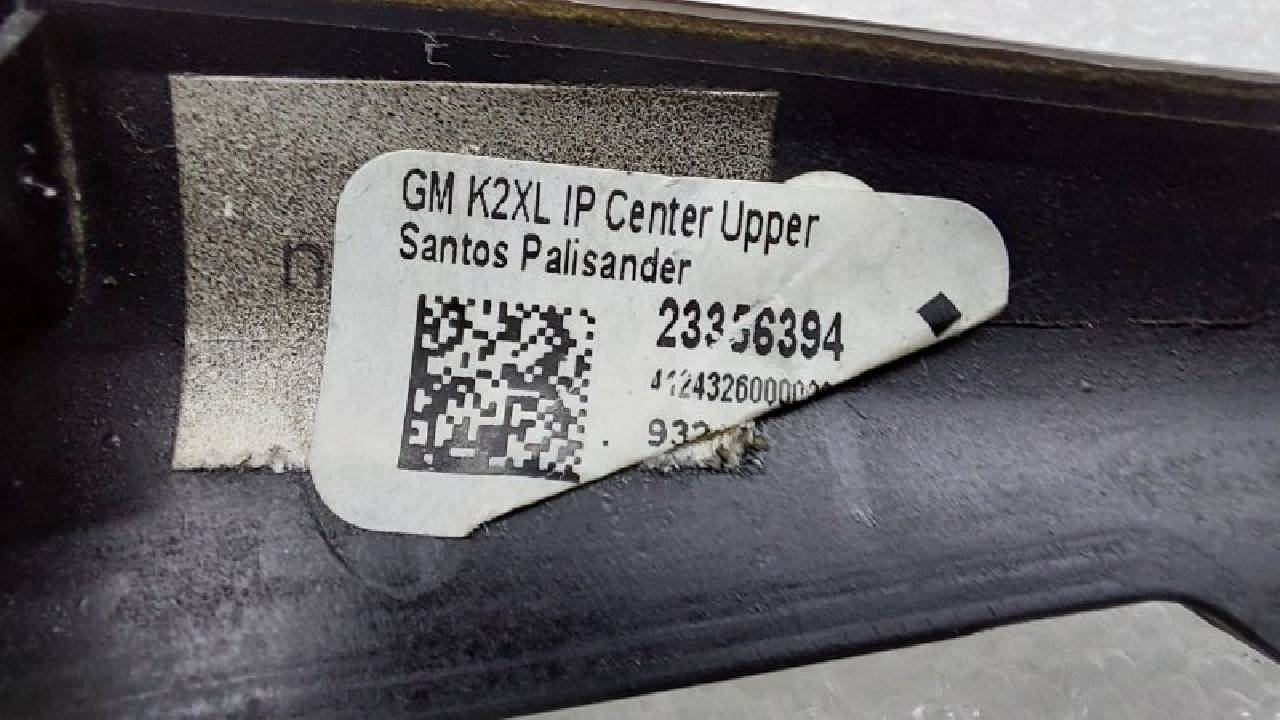 GM K2XL IP Center Upper
Santos Palisander
23356394